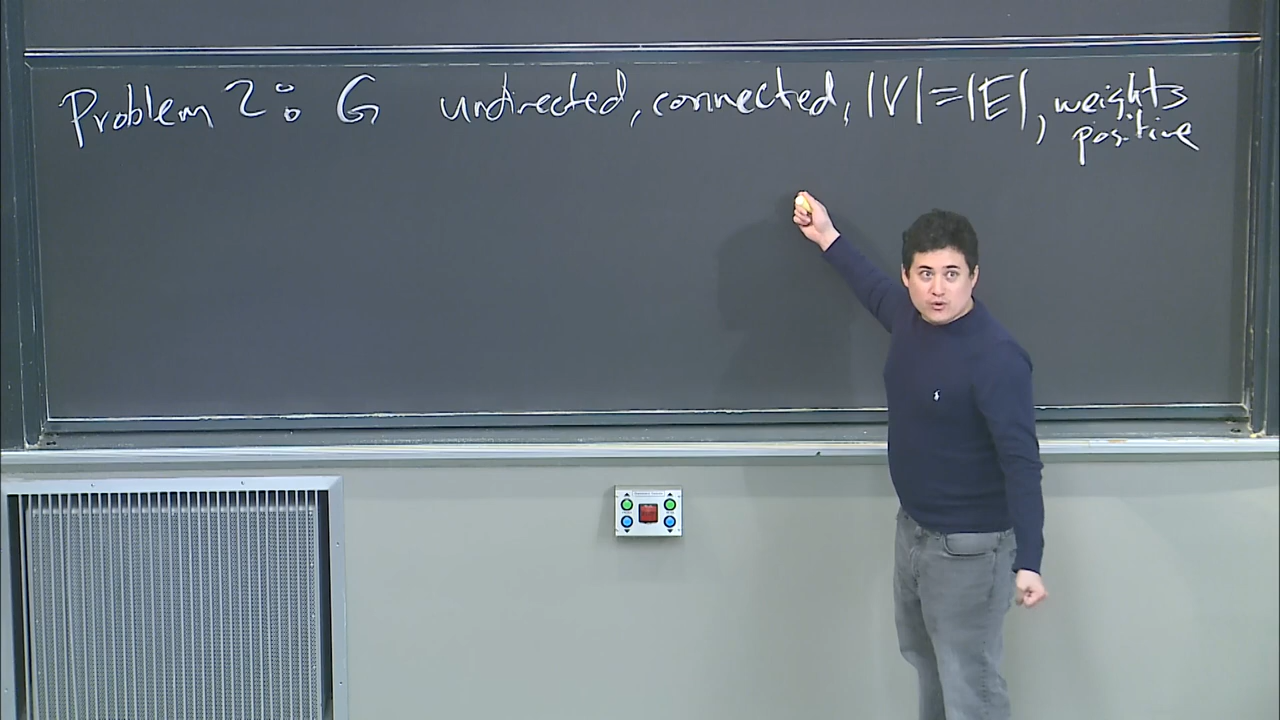 Problem 2: G undirected, connected, |V|=|E|, weights
positive